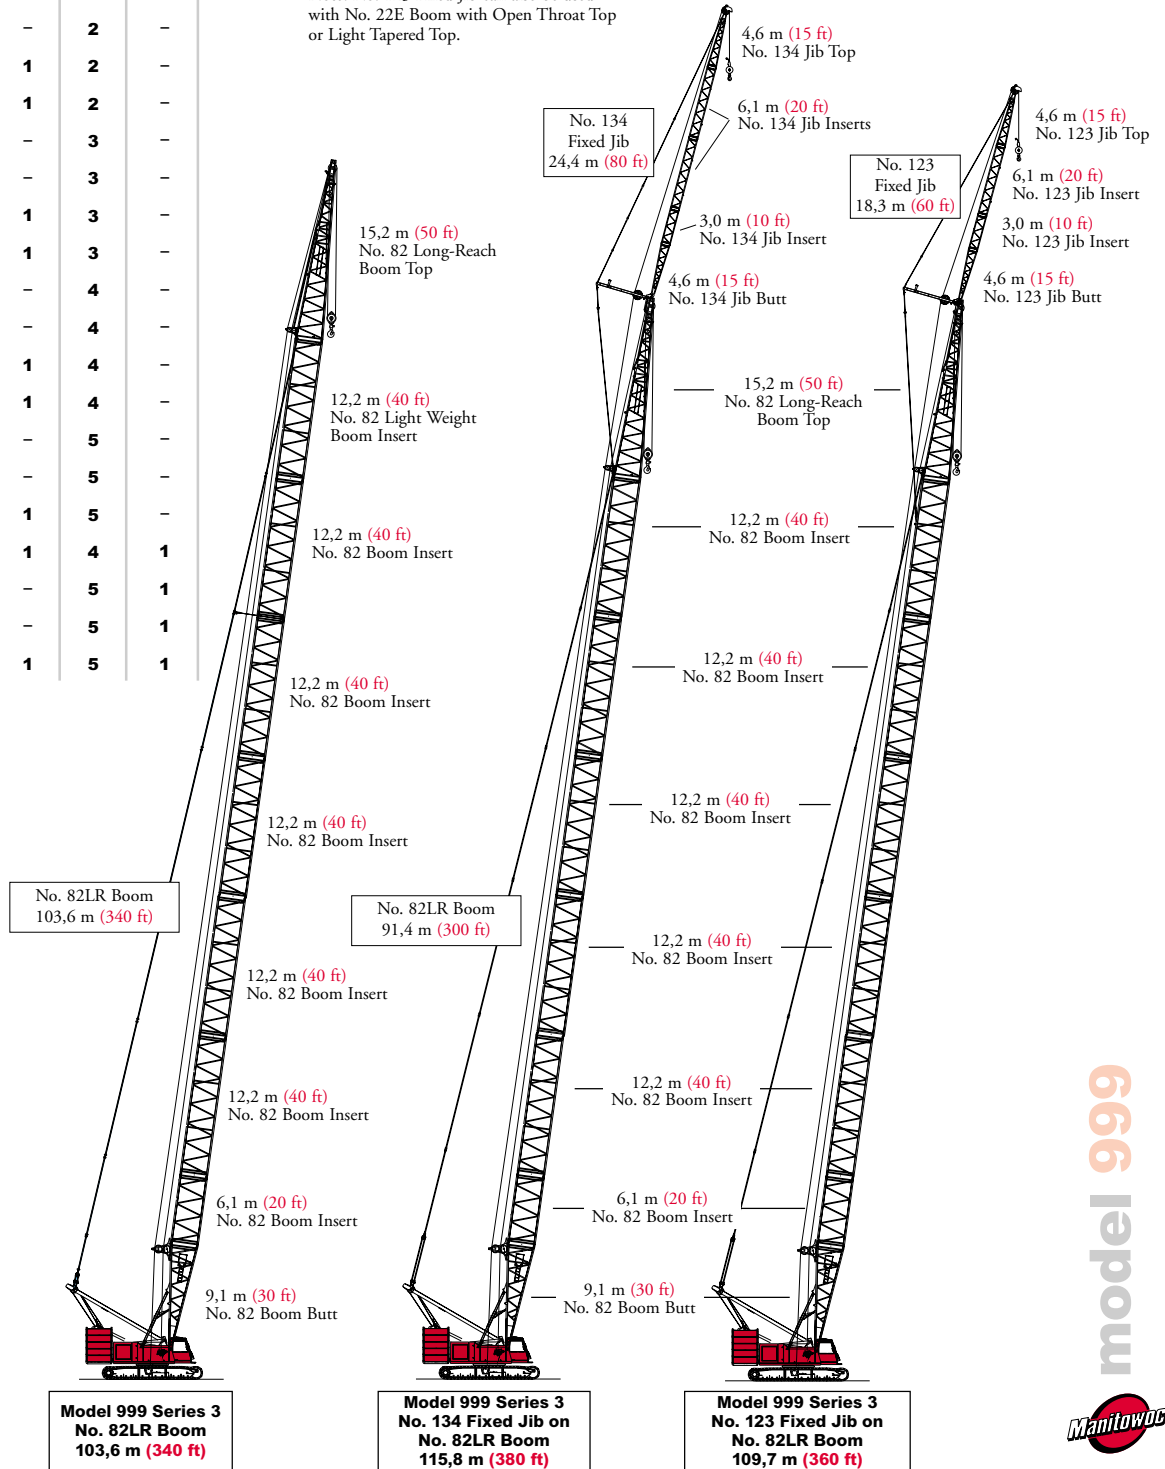 – 2 –
1 2 –
1 2 –
– 3 –
– 3 –
1 3 –
1 3 –
– 4 –
– 4 –
1 4 –
1 4 –
– 5 –
– 5 –
1 5 –
1 4 1
– 5 1
– 5 1
1 5 1
with No. 22E Boom with Open Throat Top
or Light Tapered Top.
15,2 m (50 ft)
No. 82 Long-Reach
Boom Top
12,2 m (40 ft)
No. 82 Light Weight
Boom Insert
12,2 m (40 ft)
No. 82 Boom Insert
12,2 m (40 ft)
No. 82 Boom Insert
12,2 m (40 ft)
No. 82 Boom Insert
No. 82LR Boom
103,6 m (340 ft)
12,2 m (40 ft)
No. 82 Boom Insert
12,2 m (40 ft)
No. 82 Boom Insert
6,1 m (20 ft)
No. 82 Boom Insert
9,1 m (30 ft)
No. 82 Boom Butt
Model 999 Series 3
No. 82LR Boom
103,6 m (340 ft)
4,6 m (15 ft)
No. 134 Jib Top
6,1 m (20 ft)
No. 134 Jib Inserts
No. 134
Fixed Jib
24,4 m (80 ft)
3,0 m (10 ft)
No. 134 Jib Insert
4,6 m (15 ft)
No. 134 Jib Butt
15,2 m (50 ft)
No. 82 Long-Reach
Boom Top
12,2 m (40 ft)
No. 82 Boom Insert
12,2 m (40 ft)
No. 82 Boom Insert
12,2 m (40 ft)
No. 82 Boom Insert
No. 82LR Boom
91,4 m (300 ft)
12,2 m (40 ft)
No. 82 Boom Insert
12,2 m (40 ft)
No. 82 Boom Insert
6,1 m (20 ft)
No. 82 Boom Insert
9,1 m (30 ft)
No. 82 Boom Butt
Model 999 Series 3
No. 134 Fixed Jib on
No. 82LR Boom
115,8 m (380 ft)
4,6 m (15 ft)
No. 123 Jib Top
No. 123
Fixed Jib
18,3 m (60 ft)
6,1 m (20 ft)
No. 123 Jib Insert
3,0 m (10 ft)
No. 123 Jib Insert
4,6 m (15 ft)
No. 123 Jib Butt
Model 999 Series 3
No. 123 Fixed Jib on
No. 82LR Boom
109,7 m (360 ft)
model 999
Manitowoc